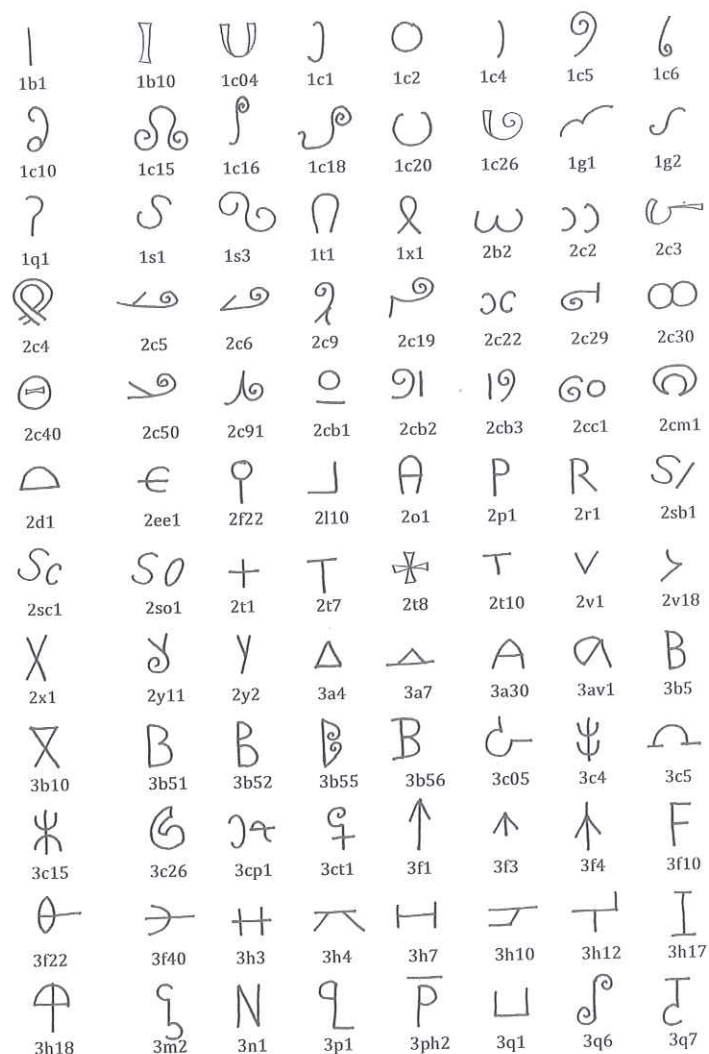 1b1 1b10 1c04 1c1 1c2 1c4 1c5 1c6
1c10 1c15 1c16 1c18 1c20 1c26 1g1 1g2
1q1 1s1 1s3 1t1 1x1 2b2 2c2 2c3
2c4 2c5 2c6 2c9 2c19 2c22 2c29 2c30
2c40 2c50 2c91 2cb1 2cb2 2cb3 2cc1 2cm1
2d1 2ee1 2f22 2l10 2o1 2p1 2r1 2sb1
2sc1 2so1 2t1 2t7 2t8 2t10 2v1 2v18
2x1 2y11 2y2 3a4 3a7 3a30 3av1 3b5
3b10 3b51 3b52 3b55 3b56 3c05 3c4 3c5
3c15 3c26 3cp1 3ct1 3f1 3f3 3f4 3f10
3f22 3f40 3h3 3h4 3h7 3h10 3h12 3h17
3h18 3m2 3n1 3p1 3ph2 3q1 3q6 3q7